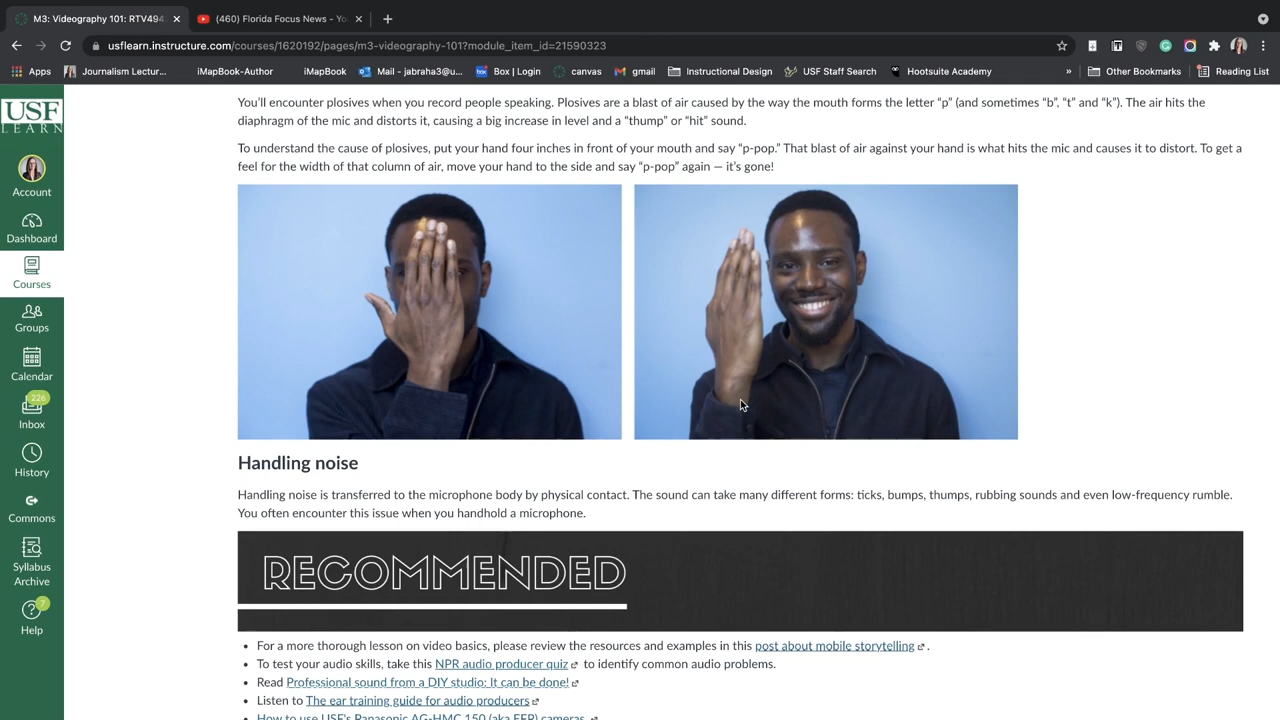 M3: Videography 101: RTV494
(460) Florida Focus News - Yo
usflearn.instructure.com/courses/1620192/pages/m3-videography-101?module_item_id=21590323
Apps
Journalism Lectur...
iMapBook-Author
iMapBook
Mail - jabraha3@u...
Box | Login
canvas
gmail
Instructional Design
USF Staff Search
Hootsuite Academy
»
Other Bookmarks
Reading List
USF
LEARN
Account
Dashboard
Courses
Groups
Calendar
226
Inbox
History
Commons
Syllabus
Archive
7
Help
You’ll encounter plosives when you record people speaking. Plosives are a blast of air caused by the way the mouth forms the letter “p” (and sometimes “b”, “t” and “k”). The air hits the
diaphragm of the mic and distorts it, causing a big increase in level and a “thump” or “hit” sound.
To understand the cause of plosives, put your hand four inches in front of your mouth and say “p-pop.” That blast of air against your hand is what hits the mic and causes it to distort. To get a
feel for the width of that column of air, move your hand to the side and say “p-pop” again — it’s gone!
Handling noise
Handling noise is transferred to the microphone body by physical contact. The sound can take many different forms: ticks, bumps, thumps, rubbing sounds and even low-frequency rumble.
You often encounter this issue when you handhold a microphone.
RECOMMENDED
• For a more thorough lesson on video basics, please review the resources and examples in this post about mobile storytelling .
• To test your audio skills, take this NPR audio producer quiz to identify common audio problems.
• Read Professional sound from a DIY studio: It can be done!
• Listen to The ear training guide for audio producers
• How to use USF's Panasonic AG-HMC 150 (aka EFP) cameras